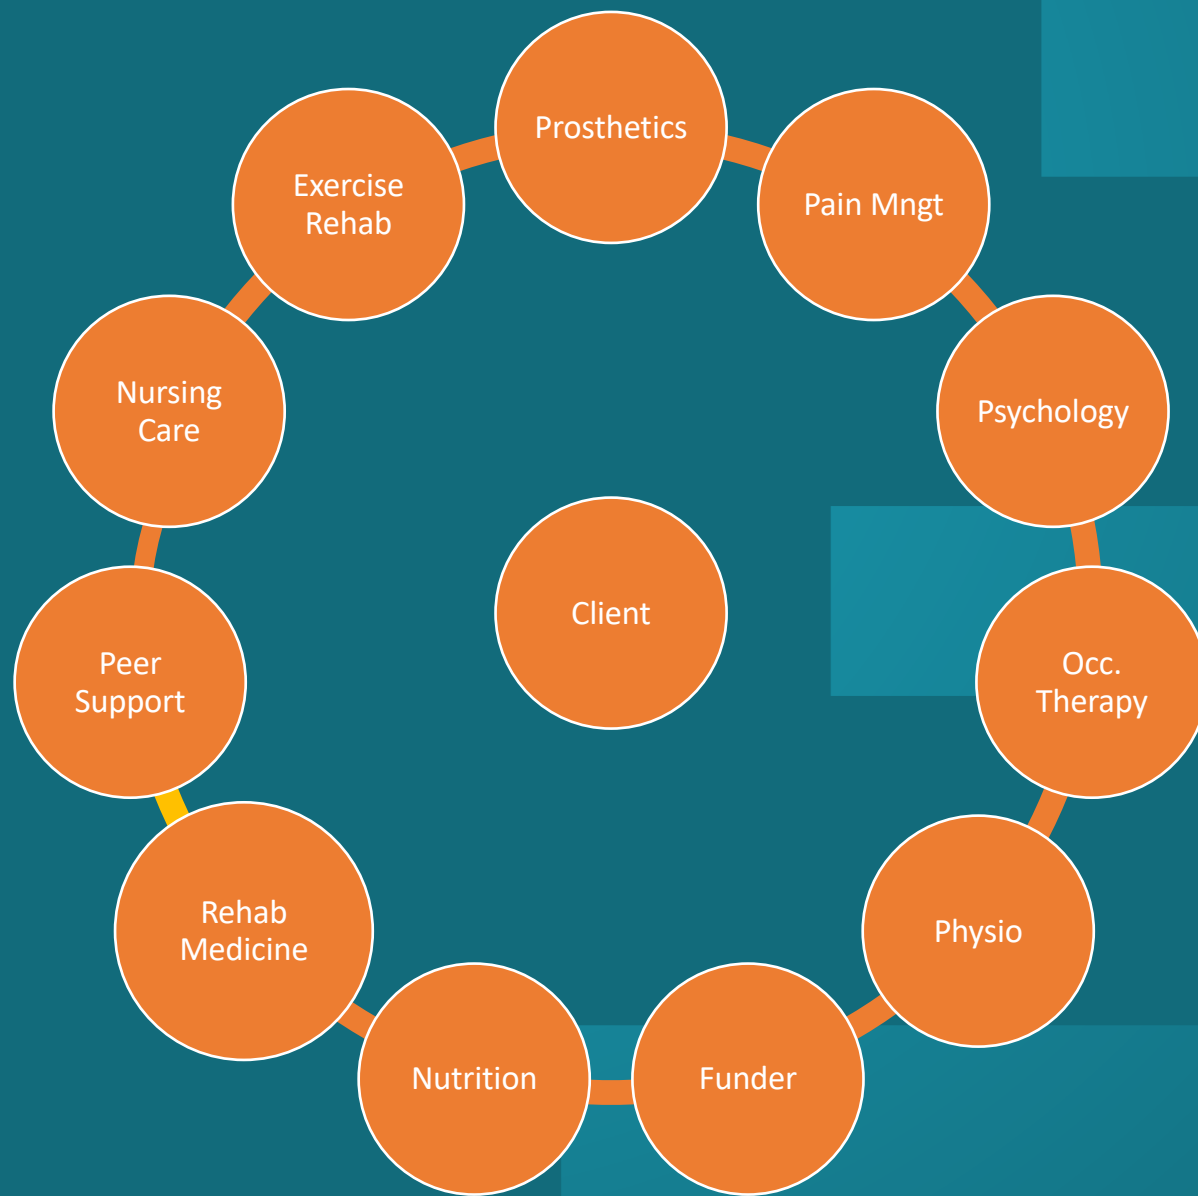 Prosthetics
Exercise
Rehab
Pain Mngt
Nursing
Care
Psychology
Client
Peer
Support
Occ.
Therapy
Rehab
Medicine
Physio
Nutrition
Funder